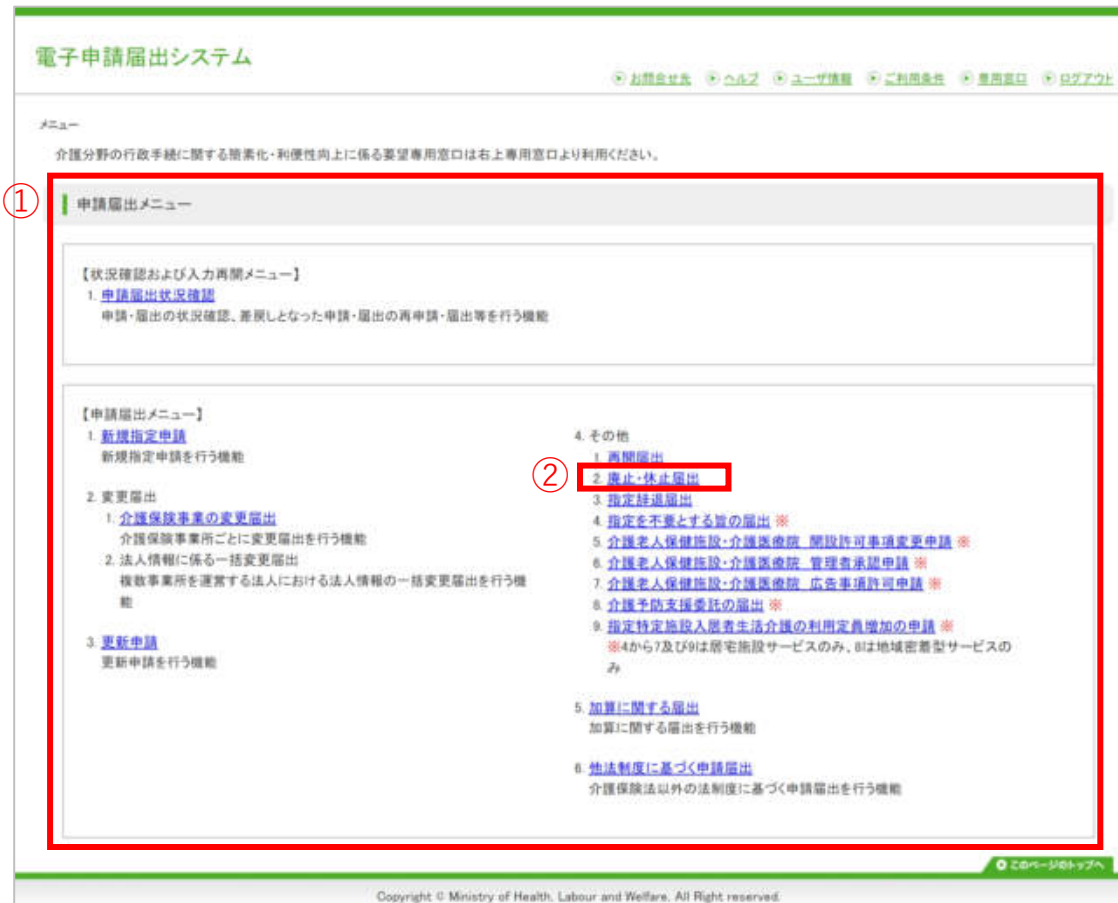 電子申請届出システム
お問合せ先 ヘルプ ユーザ情報 ご利用条件 専用窓口 ログアウト
メニュー
介護分野の行政手続に関する簡素化・利便性向上に係る要望専用窓口は右上専用窓口より利用ください。
①
申請届出メニュー
【状況確認および入力再開メニュー】
1. 申請届出状況確認
申請・届出の状況確認、差戻しとなった申請・届出の再申請・届出等を行う機能
【申請届出メニュー】
1. 新規指定申請
新規指定申請を行う機能
2. 変更届出
1. 介護保険事業の変更届出
介護保険事業所ごとに変更届出を行う機能
2. 法人情報に係る一括変更届出
複数事業所を運営する法人における法人情報の一括変更届出を行う機
能
3. 更新申請
更新申請を行う機能
4. その他
1. 再開届出
②
2. 廃止・休止届出
3. 指定辞退届出
4. 指定を不要とする旨の届出 ※
5. 介護老人保健施設・介護医療院 開設許可事項変更申請 ※
6. 介護老人保健施設・介護医療院 管理者承認申請 ※
7. 介護老人保健施設・介護医療院 広告事項許可申請 ※
8. 介護予防支援委託の届出 ※
9. 指定特定施設入居者生活介護の利用定員増加の申請 ※
※4から7及び9は居宅施設サービスのみ、8は地域密着型サービスの
み
5. 加算に関する届出
加算に関する届出を行う機能
6. 他法制度に基づく申請届出
介護保険法以外の法制度に基づく申請届出を行う機能
このページのトップへ
Copyright © Ministry of Health, Labour and Welfare, All Right reserved.